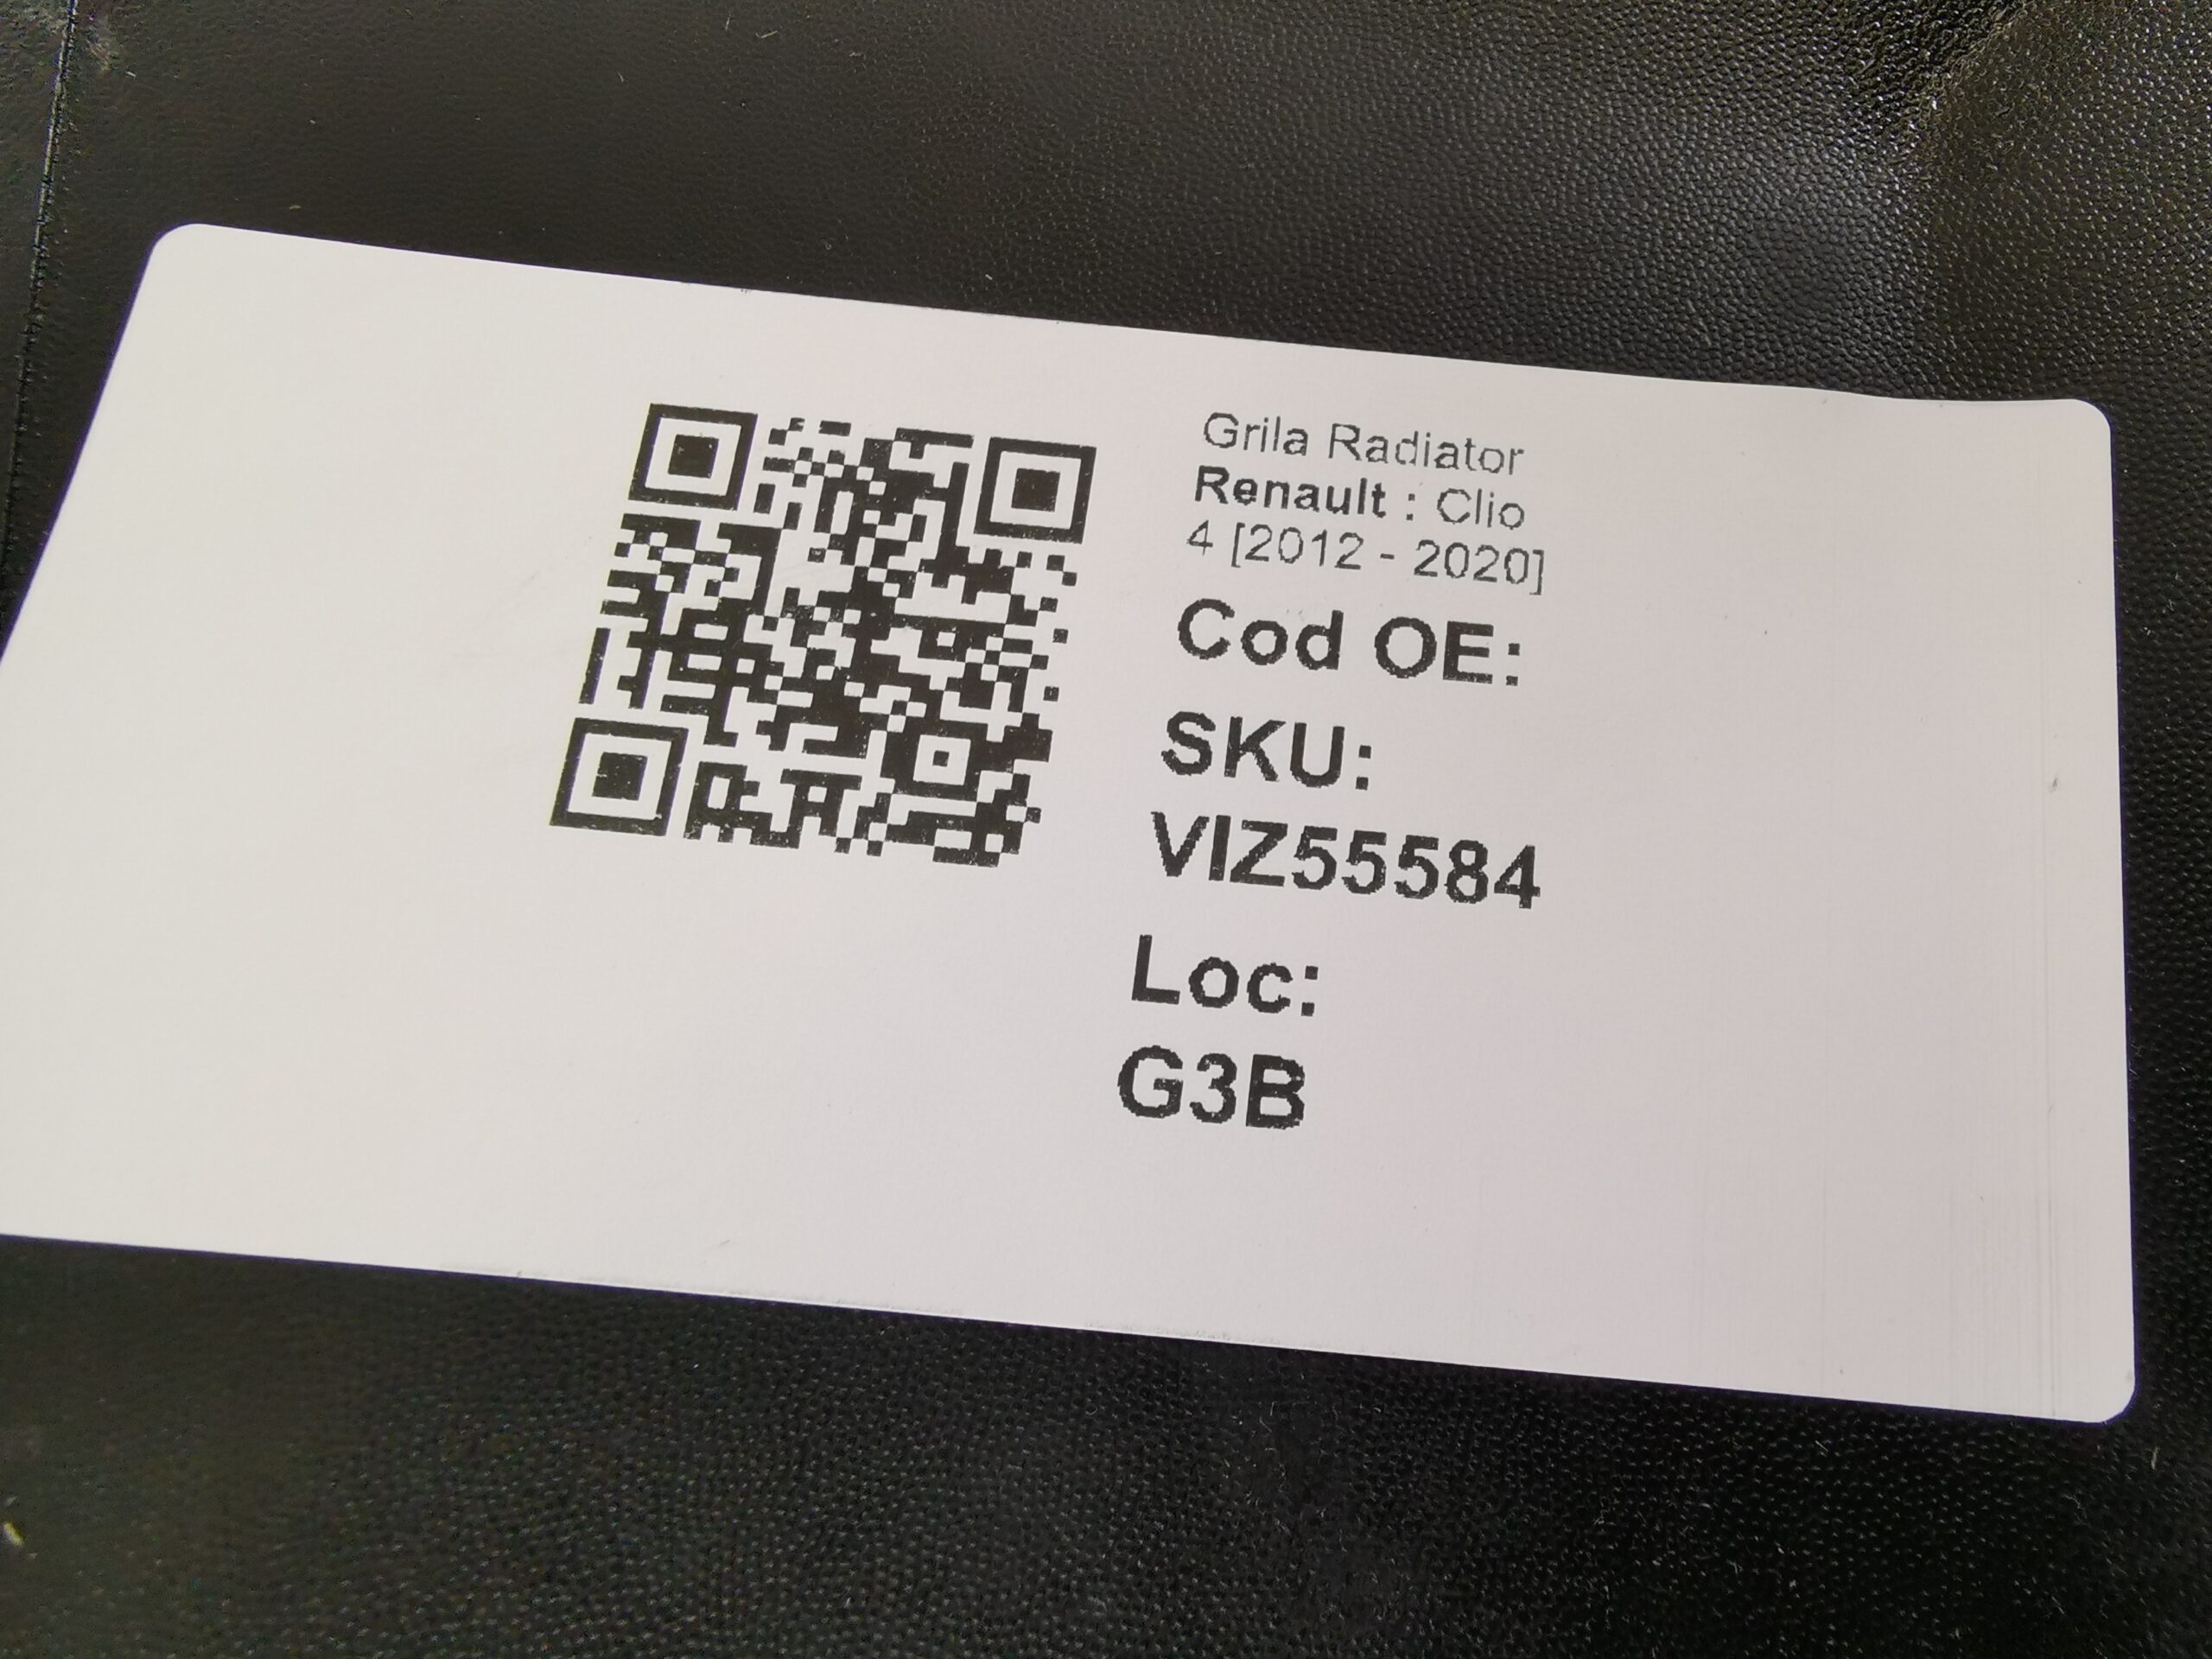 Grila Radiator
Renault : Clio
4 [2012 - 2020]
Cod OE:
SKU:
VIZ55584
Loc:
G3B